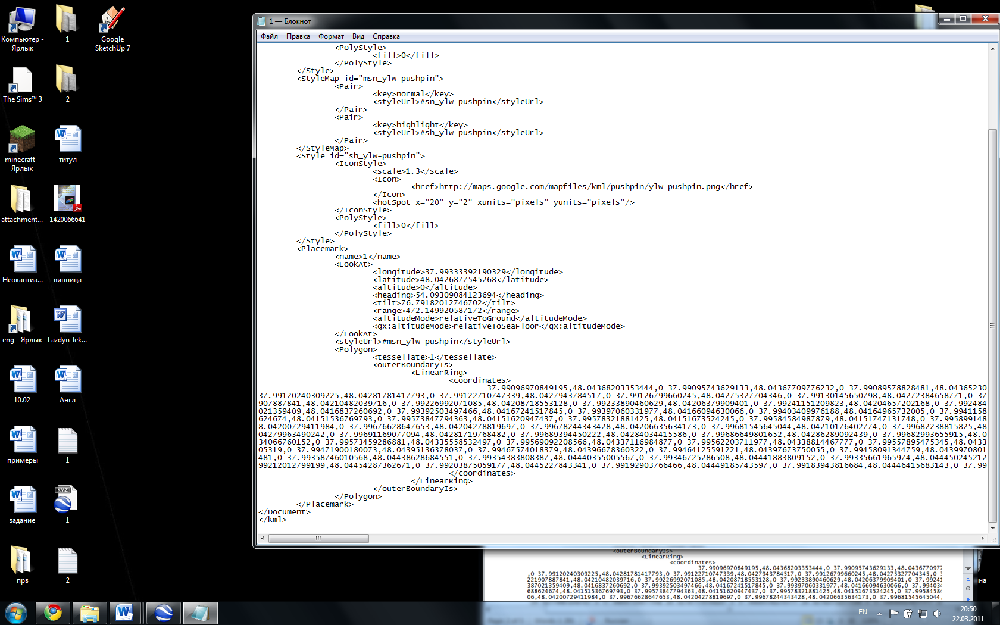 Компьютер - Ярлык
1
Google SketchUp 7
The Sims™ 3
2
minecraft - Ярлык
титул
attachment...
1420066641
Неокантиа...
винница
eng - Ярлык
Lazdyn_lek...
10.02
Англ
примеры
1
задание
KMZ
1
прв
2
1 — Блокнот
Файл Правка Формат Вид Справка
<PolyStyle>
<fill>0</fill>
</PolyStyle>
</Style>
<StyleMap id="msn_ylw-pushpin">
<Pair>
<key>normal</key>
<styleUrl>#sn_ylw-pushpin</styleUrl>
</Pair>
<Pair>
<key>highlight</key>
<styleUrl>#sh_ylw-pushpin</styleUrl>
</Pair>
</StyleMap>
<Style id="sh_ylw-pushpin">
<IconStyle>
<scale>1.3</scale>
<Icon>
<href>http://maps.google.com/mapfiles/kml/pushpin/ylw-pushpin.png</href>
</Icon>
<hotSpot x="20" y="2" xunits="pixels" yunits="pixels"/>
</IconStyle>
<PolyStyle>
<fill>0</fill>
</PolyStyle>
</Style>
<Placemark>
<name>1</name>
<LookAt>
<longitude>37.99333392190329</longitude>
<latitude>48.0426877545268</latitude>
<altitude>0</altitude>
<heading>54.09309084123694</heading>
<tilt>76.79182012746702</tilt>
<range>472.149920587172</range>
<altitudeMode>relativeToGround</altitudeMode>
<gx:altitudeMode>relativeToSeaFloor</gx:altitudeMode>
</LookAt>
<styleUrl>#msn_ylw-pushpin</styleUrl>
<Polygon>
<tessellate>1</tessellate>
<outerBoundaryIs>
<LinearRing>
<coordinates>
37.99096970849195,48.04368203353444,0 37.99095743629133,48.04367709776232,0 37.99089578828481,48.04365230
37.99120240309225,48.04281781417793,0 37.99122710747339,48.0427943784517,0 37.99126799660245,48.04275327704346,0 37.99130145650798,48.04272384658771,0 37
907887841,48.04210482039716,0 37.99226992071085,48.04208718553128,0 37.99233890460629,48.04206379909401,0 37.99241151209823,48.04204657202168,0 37.992484
021359409,48.0416837260692,0 37.99392503497466,48.04167241517845,0 37.99397060331977,48.04166094630066,0 37.99403409976188,48.04164965732005,0 37.9941158
624674,48.04151536769793,0 37.99573847794363,48.04151620947437,0 37.99578321881425,48.04151673524245,0 37.99584584987879,48.04151747131748,0 37.995899148
8.04200729411984,0 37.99676628647653,48.04204278819697,0 37.99678244343428,48.04206635634173,0 37.99681545645044,48.04210176402774,0 37.99682238815825,48
04279963490242,0 37.99691169077094,48.04281719768482,0 37.99689394450222,48.04284034415586,0 37.99686649801652,48.04286289092439,0 37.99682993655915,48.0
34066760152,0 37.99573459286881,48.04335558532497,0 37.99569092208566,48.04337116984877,0 37.99562203711977,48.04338814467777,0 37.99557895475345,48.0433
05319,0 37.99471900180073,48.04395136378037,0 37.99467574018379,48.04396678360322,0 37.99464125591221,48.04397673750055,0 37.99458091344759,48.0439970801
481,0 37.99358746010568,48.04438628684551,0 37.99354383808387,48.04440355005567,0 37.99346725286508,48.04441883809152,0 37.99335661965974,48.044450245212
99212012799199,48.04454287362671,0 37.99203875059177,48.0445227843341,0 37.99192903766466,48.04449185743597,0 37.99183943816684,48.04446415683143,0 37.99
</coordinates>
</LinearRing>
</outerBoundaryIs>
</Polygon>
</Placemark>
</Document>
</kml>
<outerBoundaryIs>
<LinearRing>
<coordinates>
37.99096970849195,48.04368203353444,0 37.99095743629133,48.04367709
,0 37.99120240309225,48.04281781417793,0 37.99122710747339,48.0427943784517,0 37.99126799660245,48.04275327704345,0 3
221907887841,48.04210482039716,0 37.99226992071085,48.04208718553128,0 37.99233890460629,48.04206379909401,0 37.9924
387021359409,48.0416837260692,0 37.99392503497466,48.04167241517845,0 37.99397060331977,48.04166094630066,0 37.99403
688624674,48.04151536769793,0 37.99573847794363,48.04151620947437,0 37.99578321881425,48.04151673524245,0 37.9958458
06,48.04200729411984,0 37.99676628647653,48.04204278819697,0 37.99678244343428,48.04206635634173,0 37.99681545645044
на
EN
20:50
22.03.2011